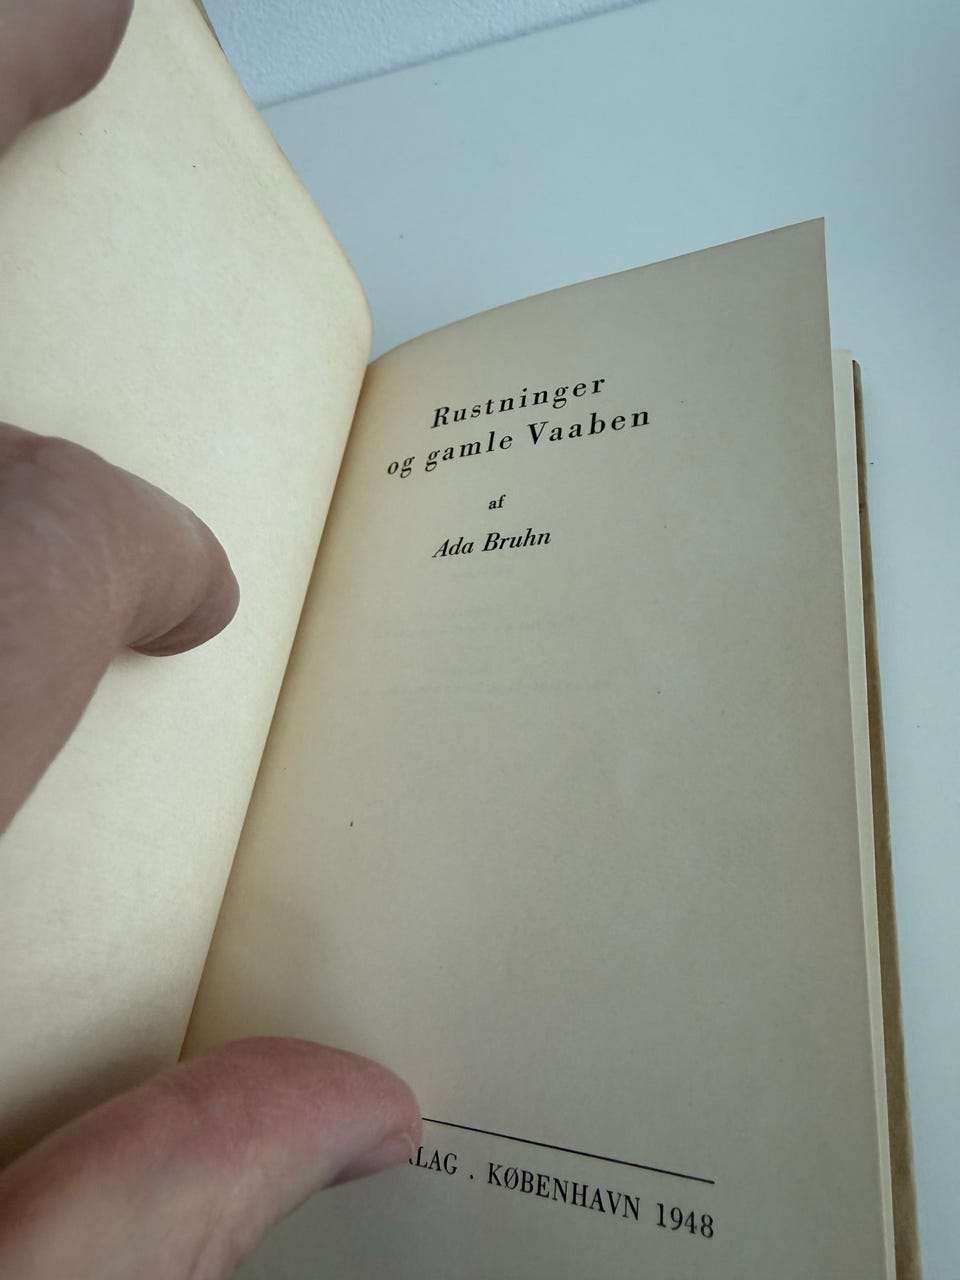 Rustninger
og gamle Vaaben
af
Ada Bruhn
LAG . KØBENHAVN 1948